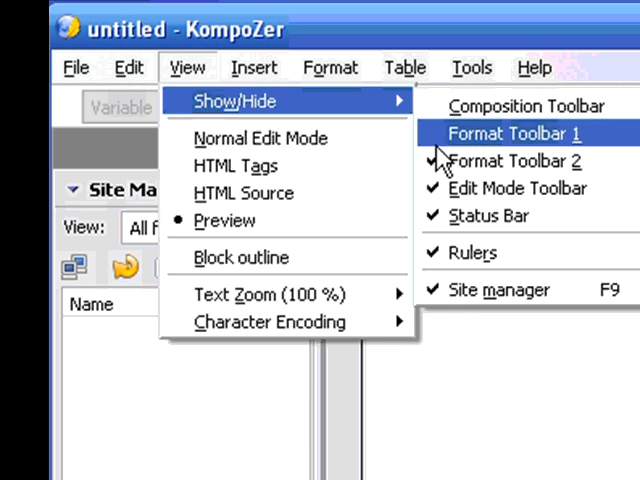 untitled - KompoZer
File Edit View Insert Format Table Tools Help
Variable
Show/Hide
Normal Edit Mode
HTML Tags
HTML Source
Preview
Block outline
Text Zoom (100 %)
Character Encoding
Composition Toolbar
Format Toolbar 1
Format Toolbar 2
Edit Mode Toolbar
Status Bar
Rulers
Site manager F9
Site Ma
View: All f
Name